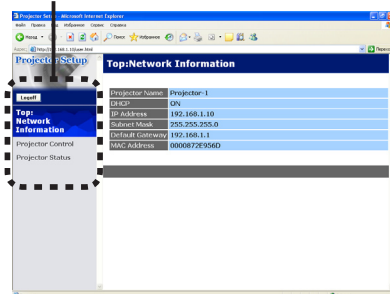 Projector Setup - Microsoft Internet Explorer
Файл Правка Вид Избранное Сервис Справка
Назад Поиск Избранное
Projector Setup
Top:Network Information
Logoff
Top:
Network
Information
Projector Control
Projector Status
Projector Name Projector-1
DHCP ON
IP Address 192.168.1.10
Subnet Mask 255.255.255.0
Default Gateway 192.168.1.1
MAC Address 0000872E956D